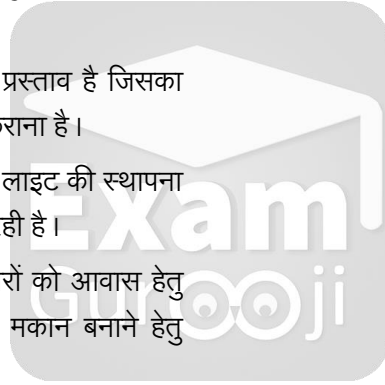 प्रस्ताव है जिसका
राना है।
लाइट की स्थापना
ही है।
रों को आवास हेतु
मकान बनाने हेतु
Exam
Gurooji